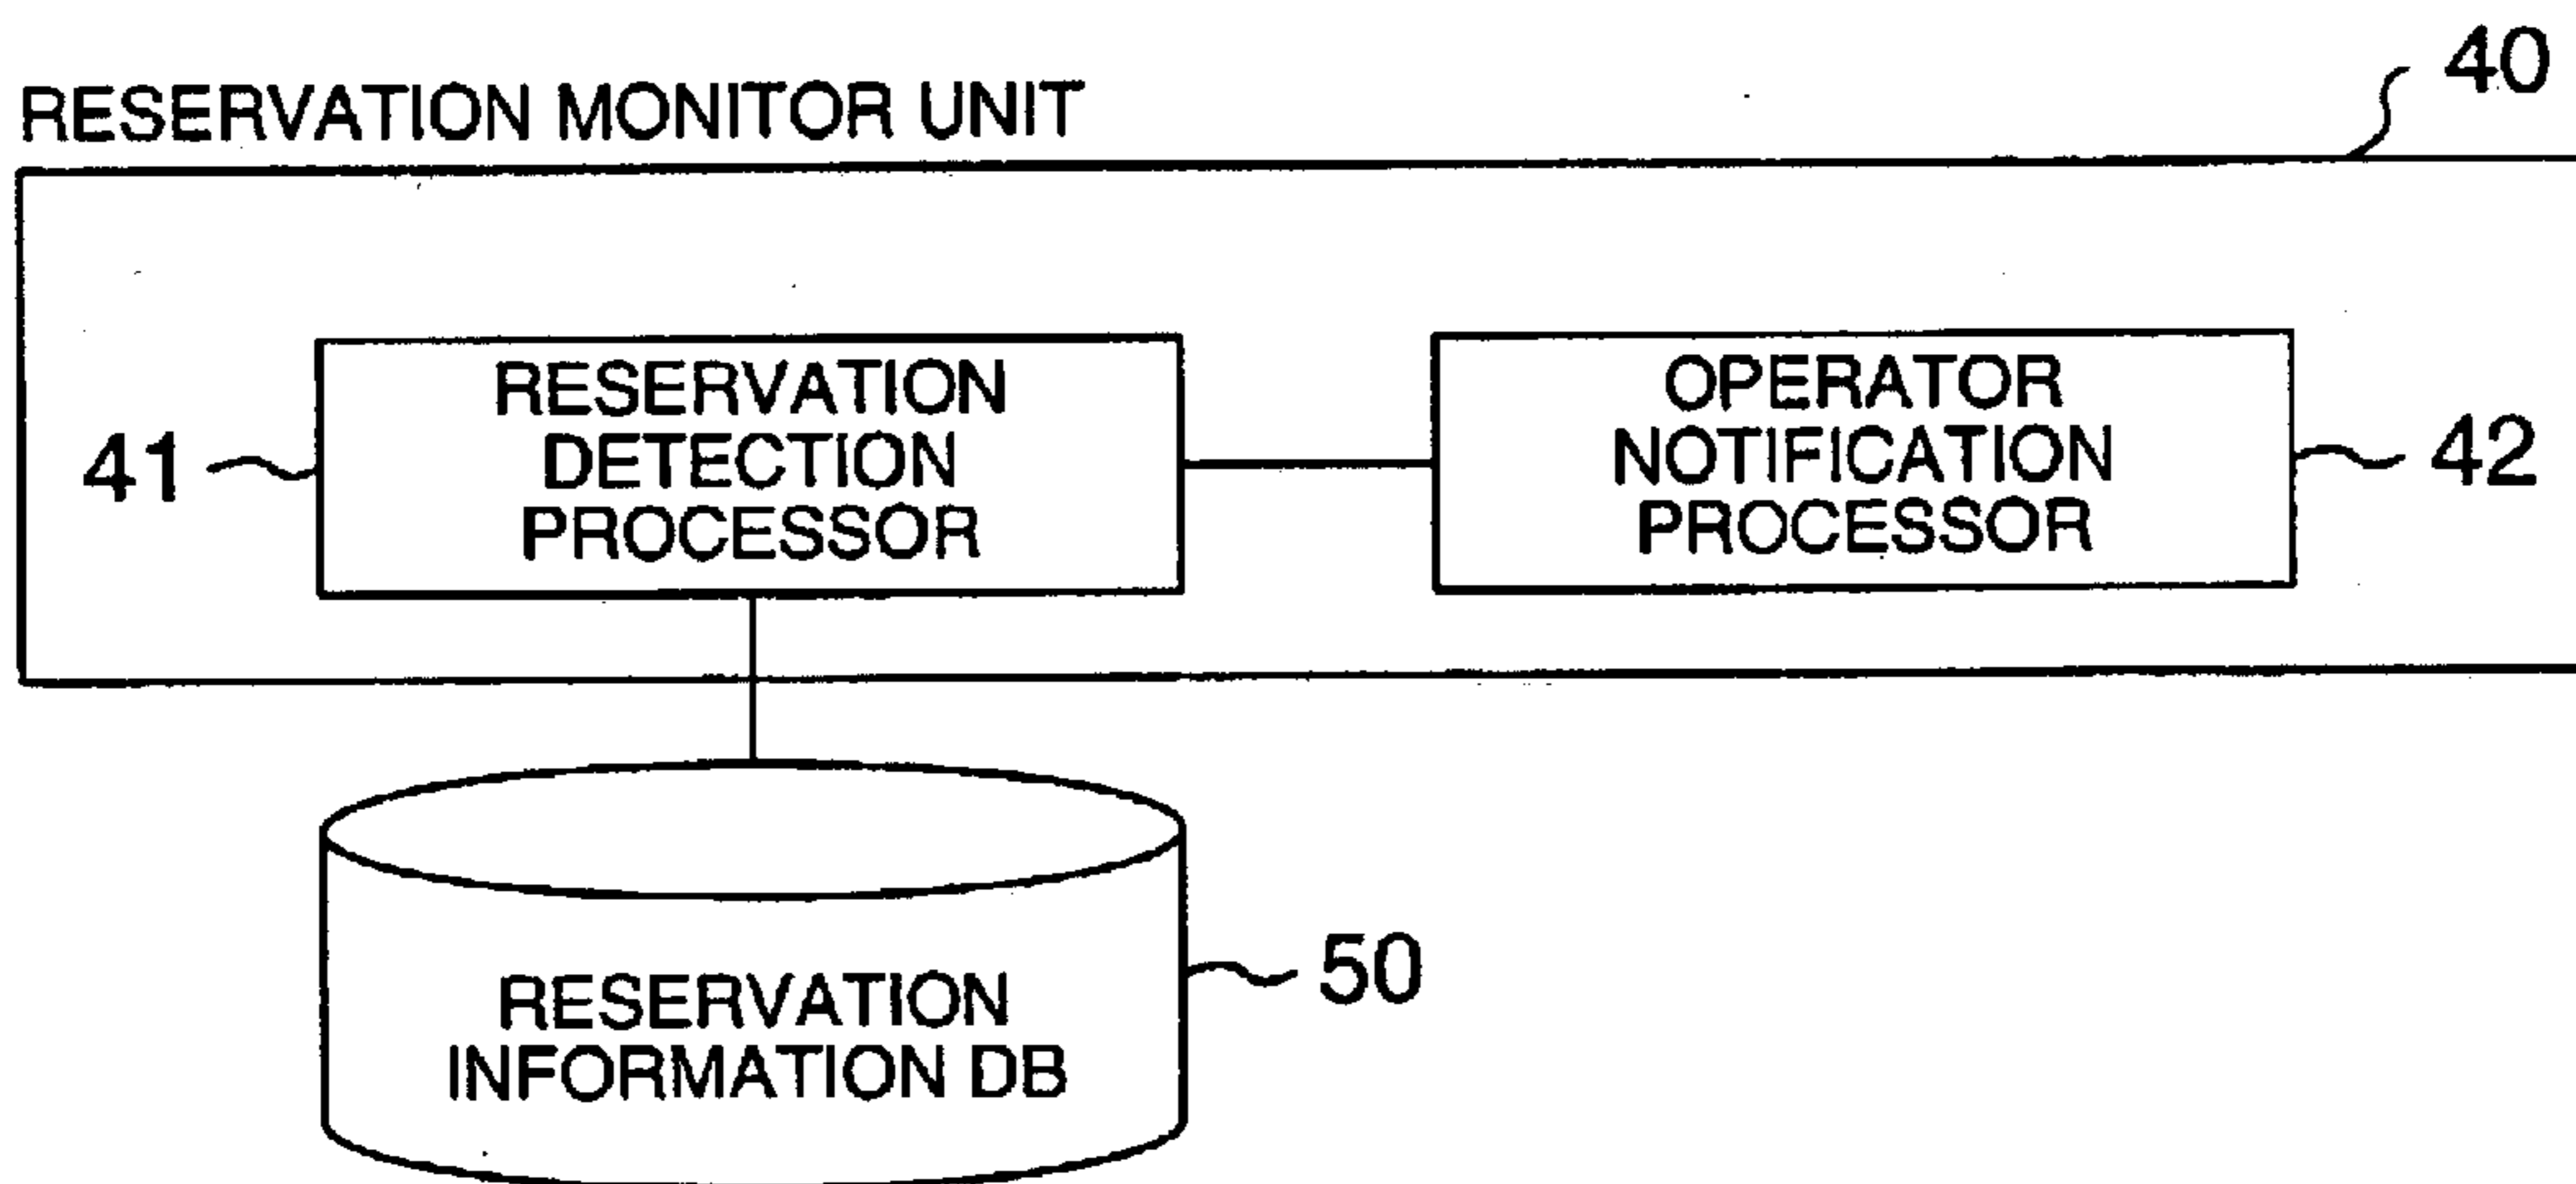 40
RESERVATION MONITOR UNIT
41
RESERVATION
DETECTION
PROCESSOR
OPERATOR
NOTIFICATION
PROCESSOR
42
RESERVATION
INFORMATION DB
50